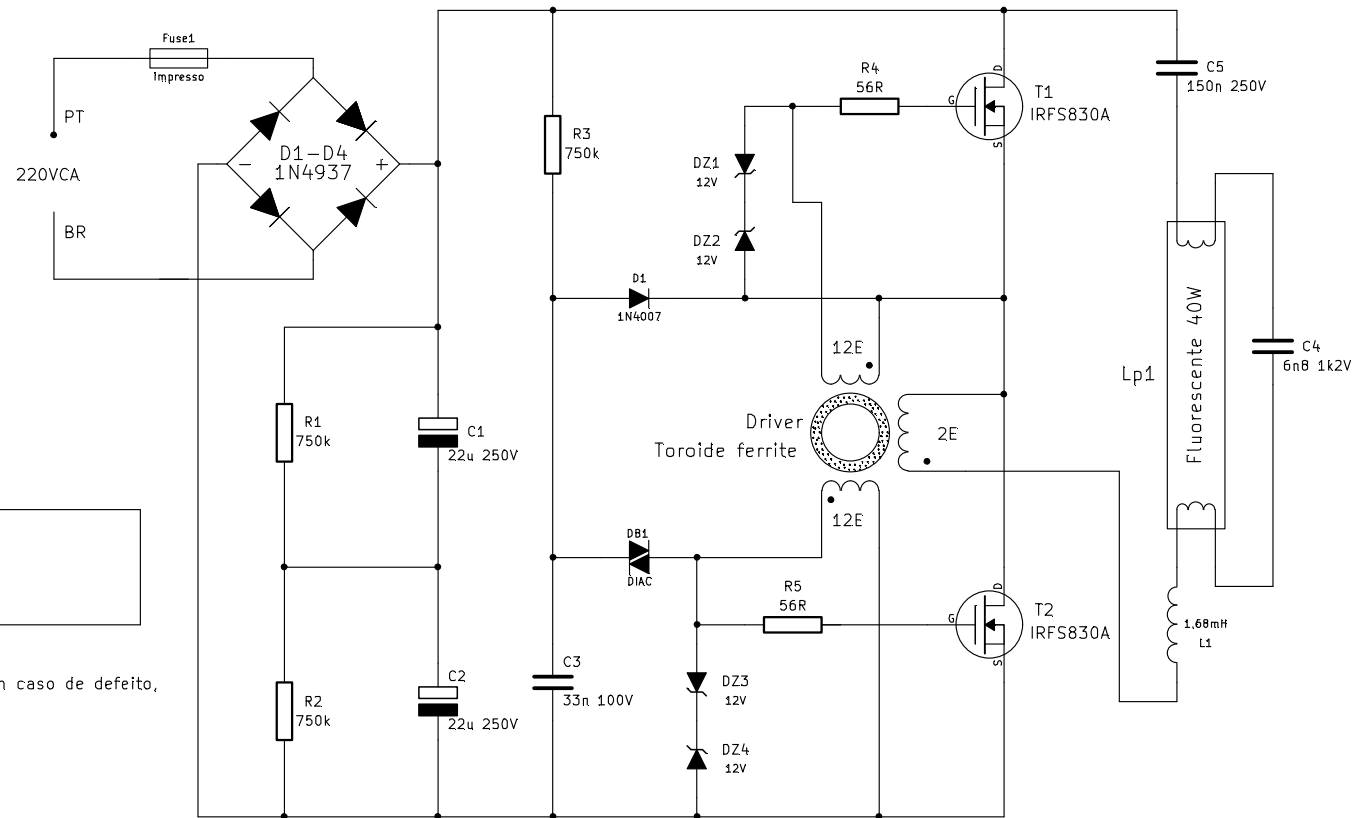 Fuse1
Impresso
PT
220VCA
BR
D1-D4
1N4937
R3
750k
R4
56R
G
D
S
T1
IRFS830A
C5
150n 250V
DZ1
12V
DZ2
12V
D1
1N4007
12E
Driver
Toroide ferrite
2E
12E
Lp1
Fluorescente 40W
C4
6n8 1k2V
R1
750k
C1
22u 250V
DB1
DIAC
R5
56R
G
D
S
T2
IRFS830A
1,68mH
L1
C3
33n 100V
DZ3
12V
DZ4
12V
R2
750k
C2
22u 250V
caso de defeito,